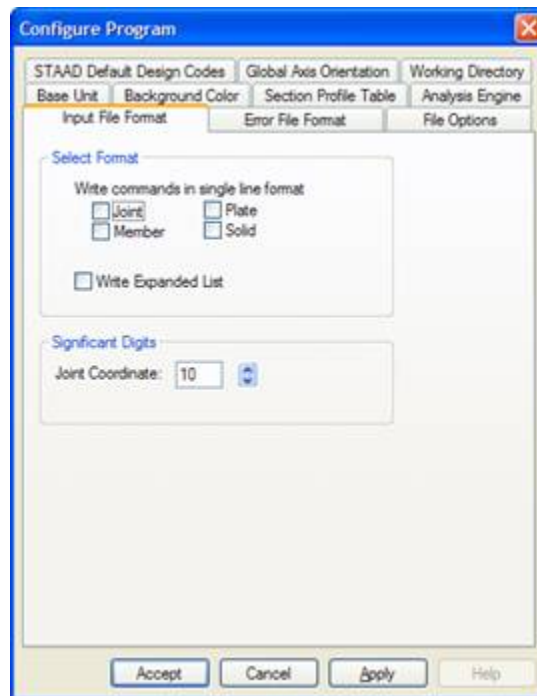 Configure Program
STAAD Default Design Codes Global Axis Orientation Working Directory
Base Unit Background Color Section Profile Table Analysis Engine
Input File Format Error File Format File Options
Select Format
Write commands in single line format
Joint Plate
Member Solid
Write Expanded List
Significant Digits
Joint Coordinate: 10
Accept Cancel Apply Help